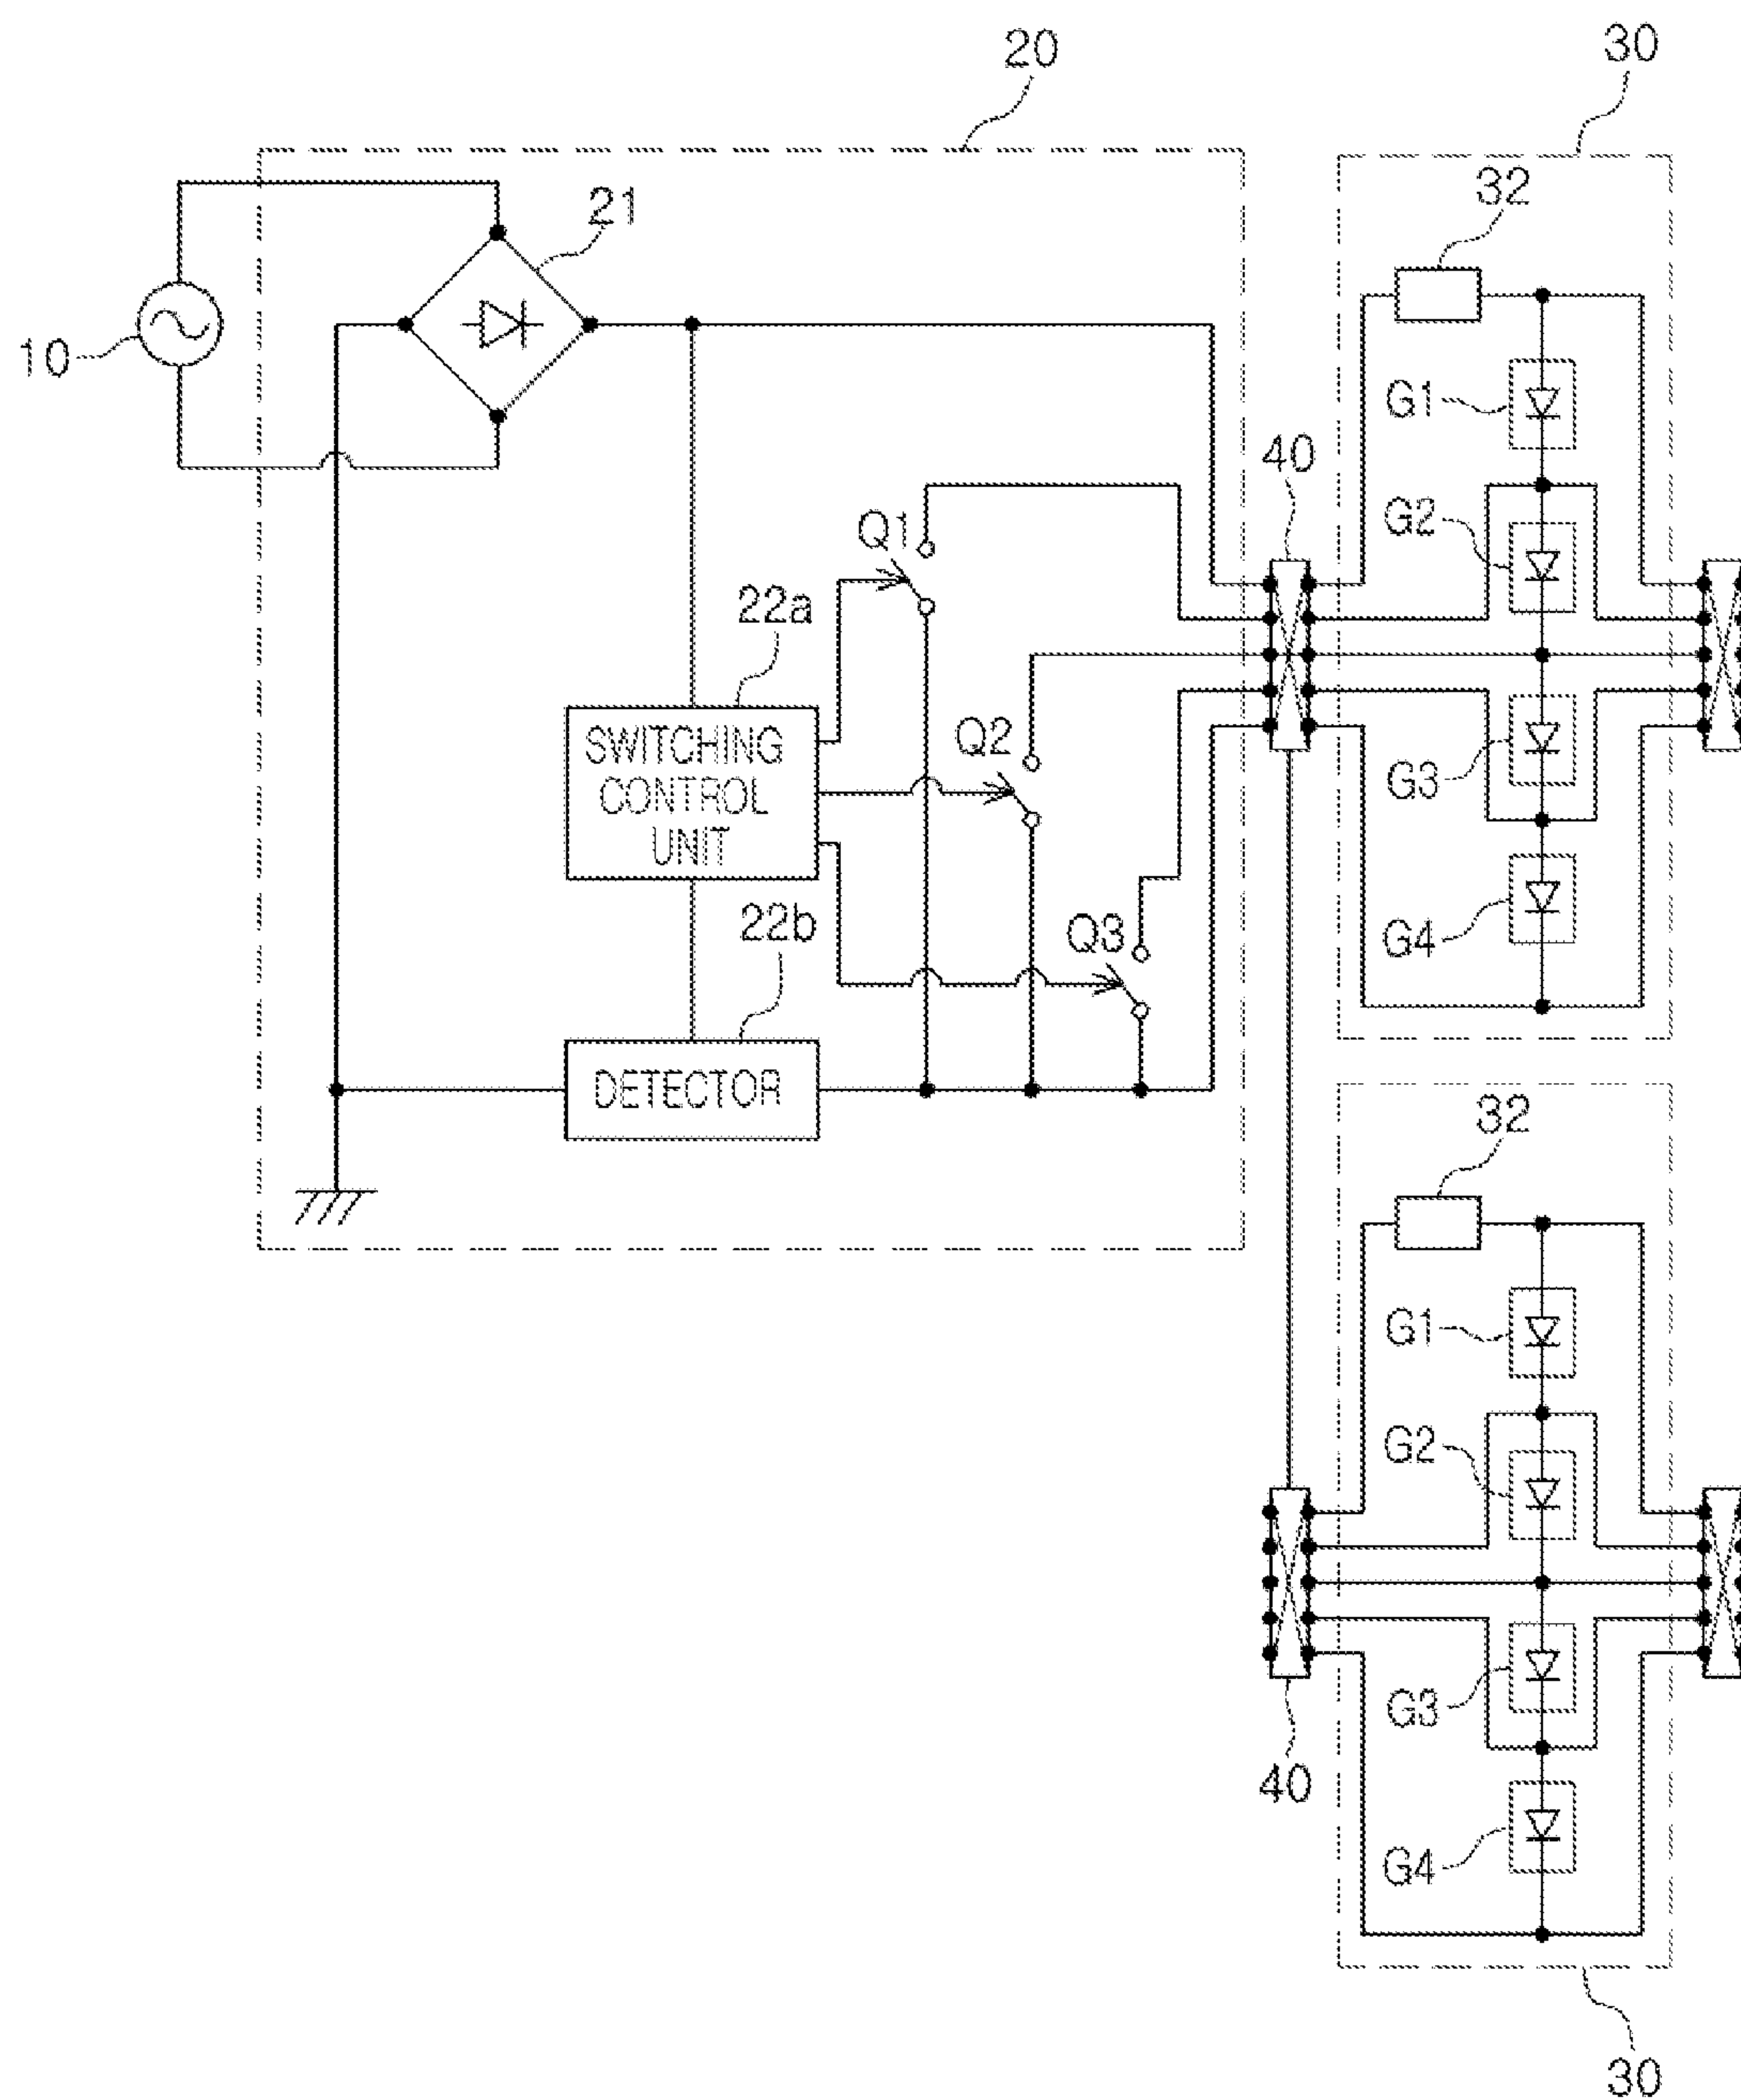 20
30
32
21
10
G1
40
G2
Q1
22a
SWITCHING
CONTROL
UNIT
Q2
G3
22b
Q3
G4
DETECTOR
32
G1
G2
G3
40
G4
30